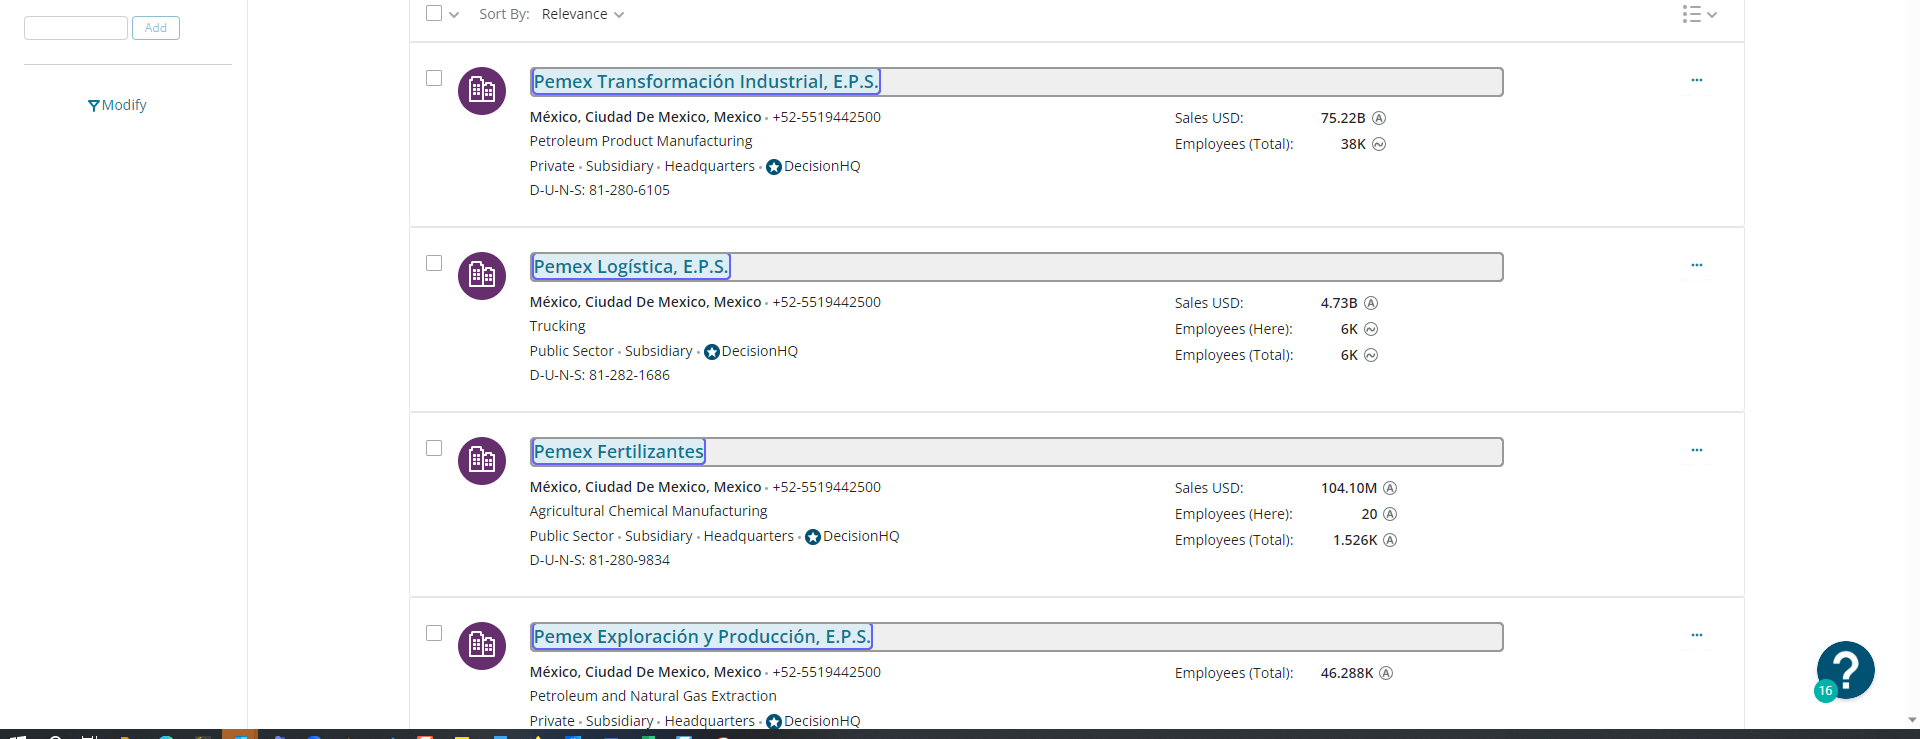 Add
Modify
Sort By: Relevance
Pemex Transformación Industrial, E.P.S.
México, Ciudad De Mexico, Mexico • +52-5519442500
Petroleum Product Manufacturing
Private • Subsidiary • Headquarters • DecisionHQ
D-U-N-S: 81-280-6105
Sales USD: 75.22B A
Employees (Total): 38K
Pemex Logística, E.P.S.
México, Ciudad De Mexico, Mexico • +52-5519442500
Trucking
Public Sector • Subsidiary • DecisionHQ
D-U-N-S: 81-282-1686
Sales USD: 4.73B A
Employees (Here): 6K
Employees (Total): 6K
Pemex Fertilizantes
México, Ciudad De Mexico, Mexico • +52-5519442500
Agricultural Chemical Manufacturing
Public Sector • Subsidiary • Headquarters • DecisionHQ
D-U-N-S: 81-280-9834
Sales USD: 104.10M A
Employees (Here): 20 A
Employees (Total): 1.526K A
Pemex Exploración y Producción, E.P.S.
México, Ciudad De Mexico, Mexico • +52-5519442500
Petroleum and Natural Gas Extraction
Private • Subsidiary • Headquarters • DecisionHQ
Employees (Total): 46.288K A
?
16